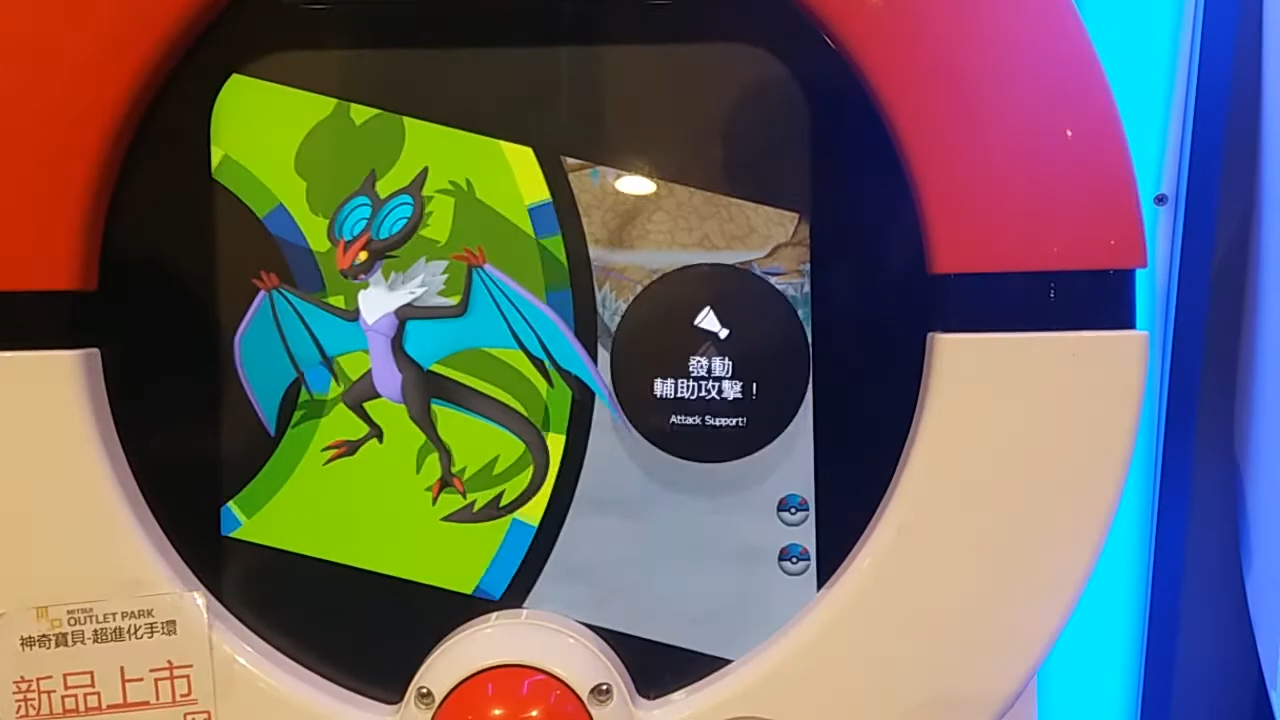 發動
輔助攻擊！
Attack Support!
MITSUI
OUTLET PARK
神奇寶貝-超進化手環
新品上市